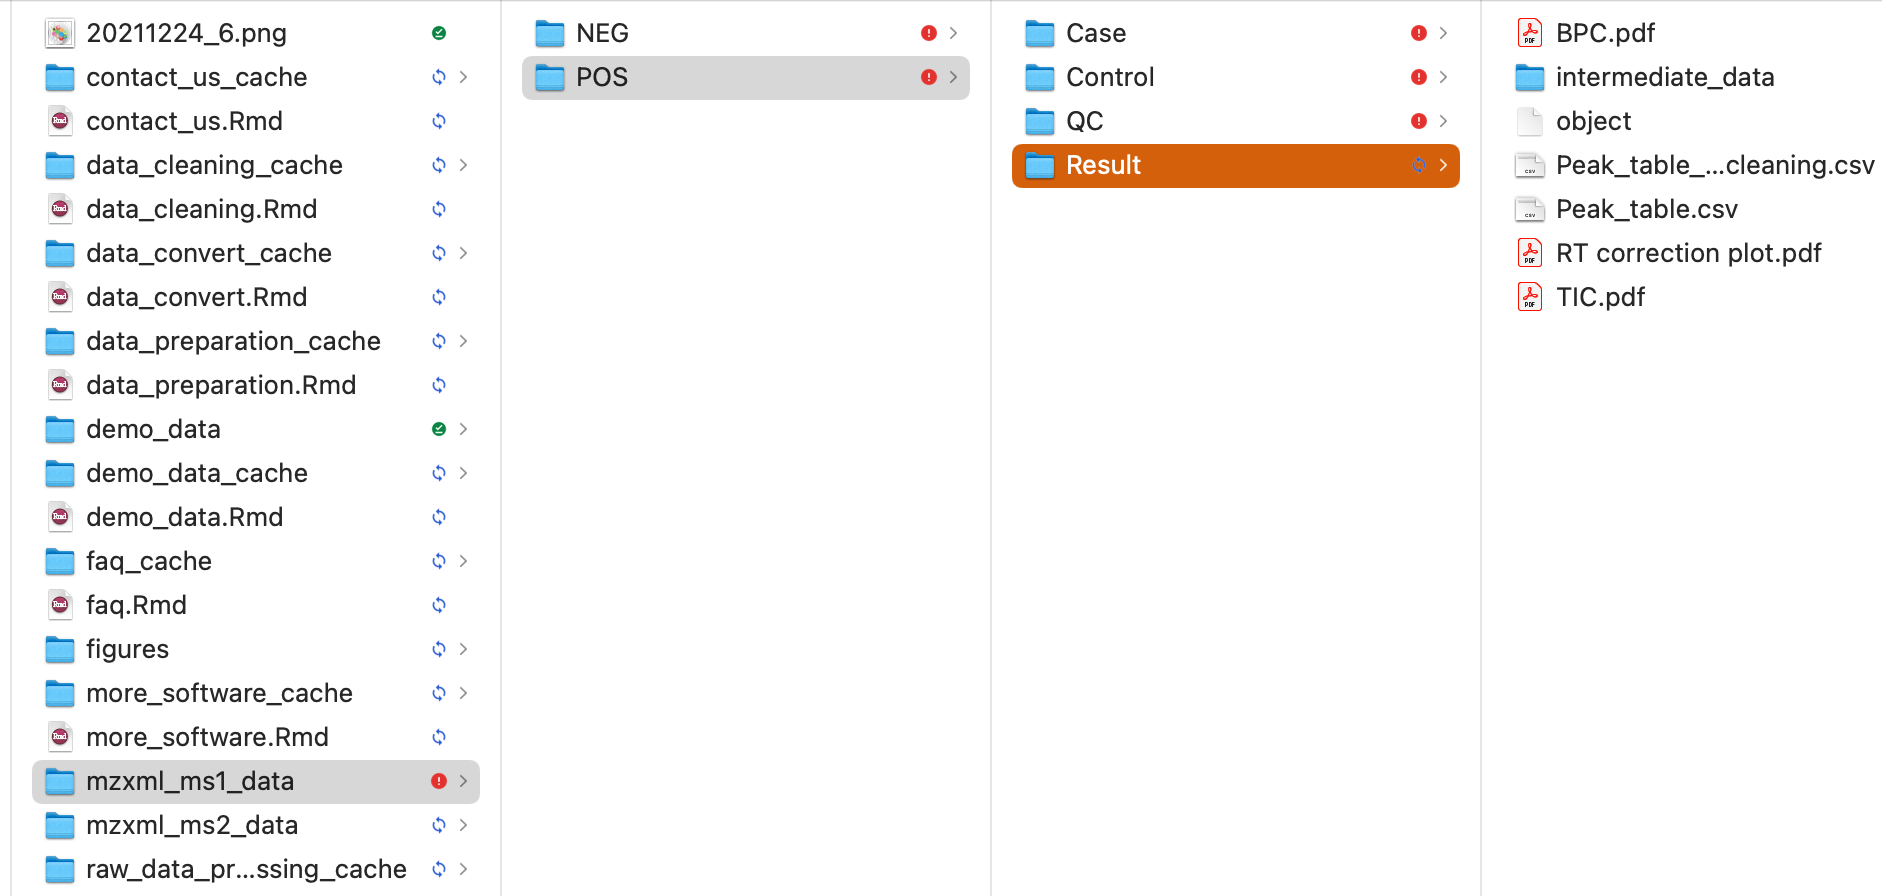 20211224_6.png
contact_us_cache
contact_us.Rmd
data_cleaning_cache
data_cleaning.Rmd
data_convert_cache
data_convert.Rmd
data_preparation_cache
data_preparation.Rmd
demo_data
demo_data_cache
demo_data.Rmd
faq_cache
faq.Rmd
figures
more_software_cache
more_software.Rmd
mzxml_ms1_data
mzxml_ms2_data
raw_data_pr...ssing_cache
NEG
POS
Case
Control
QC
Result
BPC.pdf
intermediate_data
object
Peak_table_...cleaning.csv
Peak_table.csv
RT correction plot.pdf
TIC.pdf